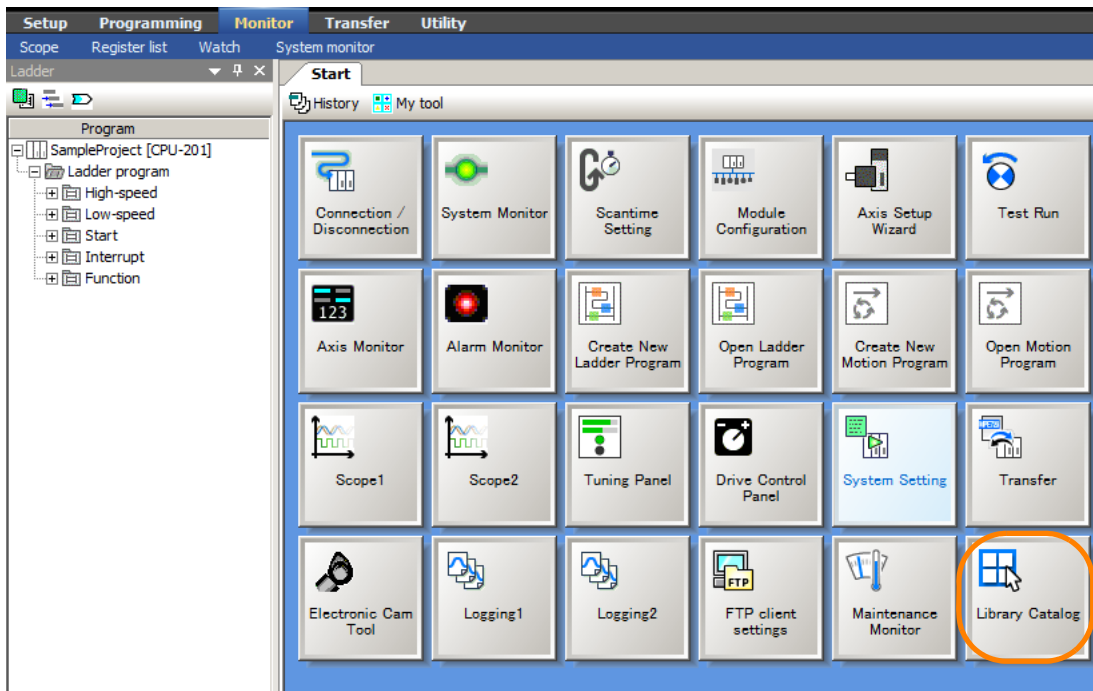 Setup Programming Monitor Transfer Utility
Scope Register list Watch System monitor
Ladder
Start
History My tool
Program
SampleProject [CPU-201]
Ladder program
High-speed
Low-speed
Start
Interrupt
Function
Connection /
Disconnection
System Monitor
Scantime
Setting
Module
Configuration
Axis Setup
Wizard
Test Run
123
Axis Monitor
Alarm Monitor
Create New
Ladder Program
Open Ladder
Program
Create New
Motion Program
Open Motion
Program
Scope1
Scope2
Tuning Panel
Drive Control
Panel
System Setting
Transfer
Electronic Cam
Tool
Logging1
Logging2
FTP
FTP client
settings
Maintenance
Monitor
Library Catalog